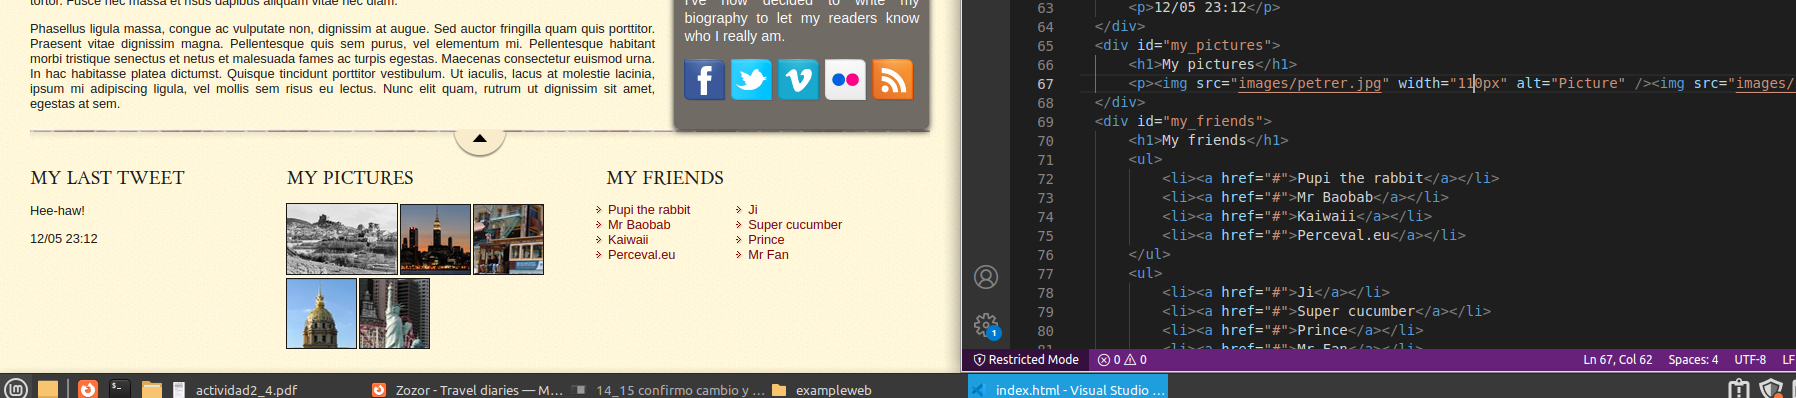 tortor. Fusce nec massa et risus dapibus aliquam vitae nec diam.
Phasellus ligula massa, congue ac vulputate non, dignissim at augue. Sed auctor fringilla quam quis porttitor.
Praesent vitae dignissim magna. Pellentesque quis sem purus, vel elementum mi. Pellentesque habitant
morbi tristique senectus et netus et malesuada fames ac turpis egestas. Maecenas consectetur euismod urna.
In hac habitasse platea dictumst. Quisque tincidunt porttitor vestibulum. Ut iaculis, lacus at molestie lacinia,
ipsum mi adipiscing ligula, vel mollis sem risus eu lectus. Nunc elit quam, rutrum ut dignissim sit amet,
egestas at sem.
I've now decided to write my
biography to let my readers know
who I really am.
MY LAST TWEET
Hee-haw!
12/05 23:12
MY PICTURES
MY FRIENDS
Pupi the rabbit
Mr Baobab
Kaiwaii
Perceval.eu
Ji
Super cucumber
Prince
Mr Fan
63 <p>12/05 23:12</p>
64 </div>
65 <div id="my_pictures">
66 <h1>My pictures</h1>
67 <p><img src="images/petrer.jpg" width="110px" alt="Picture" /><img src="images/
68 </div>
69 <div id="my_friends">
70 <h1>My friends</h1>
71 <ul>
72 <li><a href="#">Pupi the rabbit</a></li>
73 <li><a href="#">Mr Baobab</a></li>
74 <li><a href="#">Kaiwaii</a></li>
75 <li><a href="#">Perceval.eu</a></li>
76 </ul>
77 <ul>
78 <li><a href="#">Ji</a></li>
79 <li><a href="#">Super cucumber</a></li>
80 <li><a href="#">Prince</a></li>
81 <li><a href="#">Mr Fan</a></li>
1
Restricted Mode 0 0 Ln 67, Col 62 Spaces: 4 UTF-8 LF
actividad2_4.pdf Zozor - Travel diaries — M... 14_15 confirmo cambio y ... exampleweb index.html - Visual Studio ...